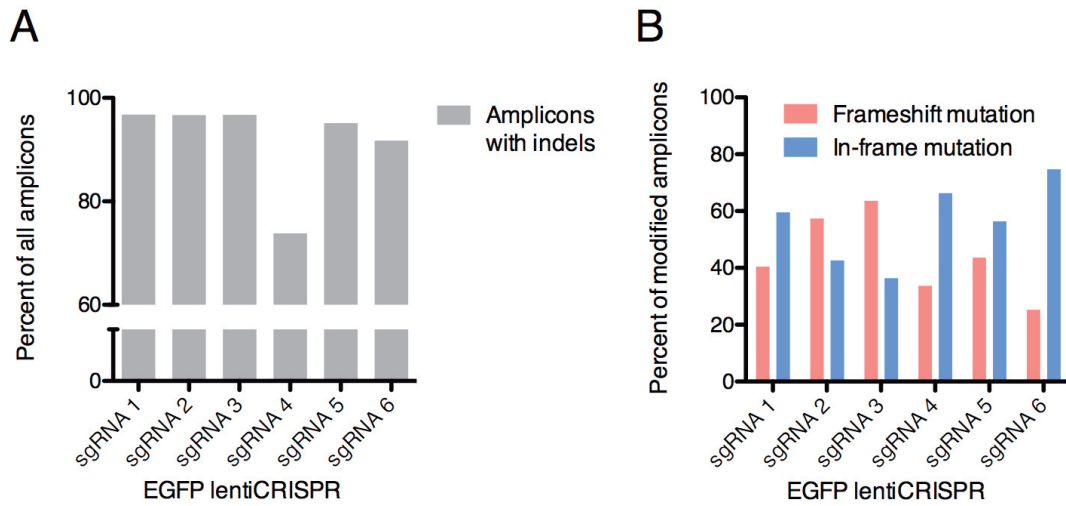 A
Percent of all amplicons
100
80
60
0
sgRNA 1
sgRNA 2
sgRNA 3
sgRNA 4
sgRNA 5
sgRNA 6
EGFP lentiCRISPR
Amplicons
with indels
B
Percent of modified amplicons
100
80
60
40
20
0
Frameshift mutation
In-frame mutation
sgRNA 1
sgRNA 2
sgRNA 3
sgRNA 4
sgRNA 5
sgRNA 6
EGFP lentiCRISPR